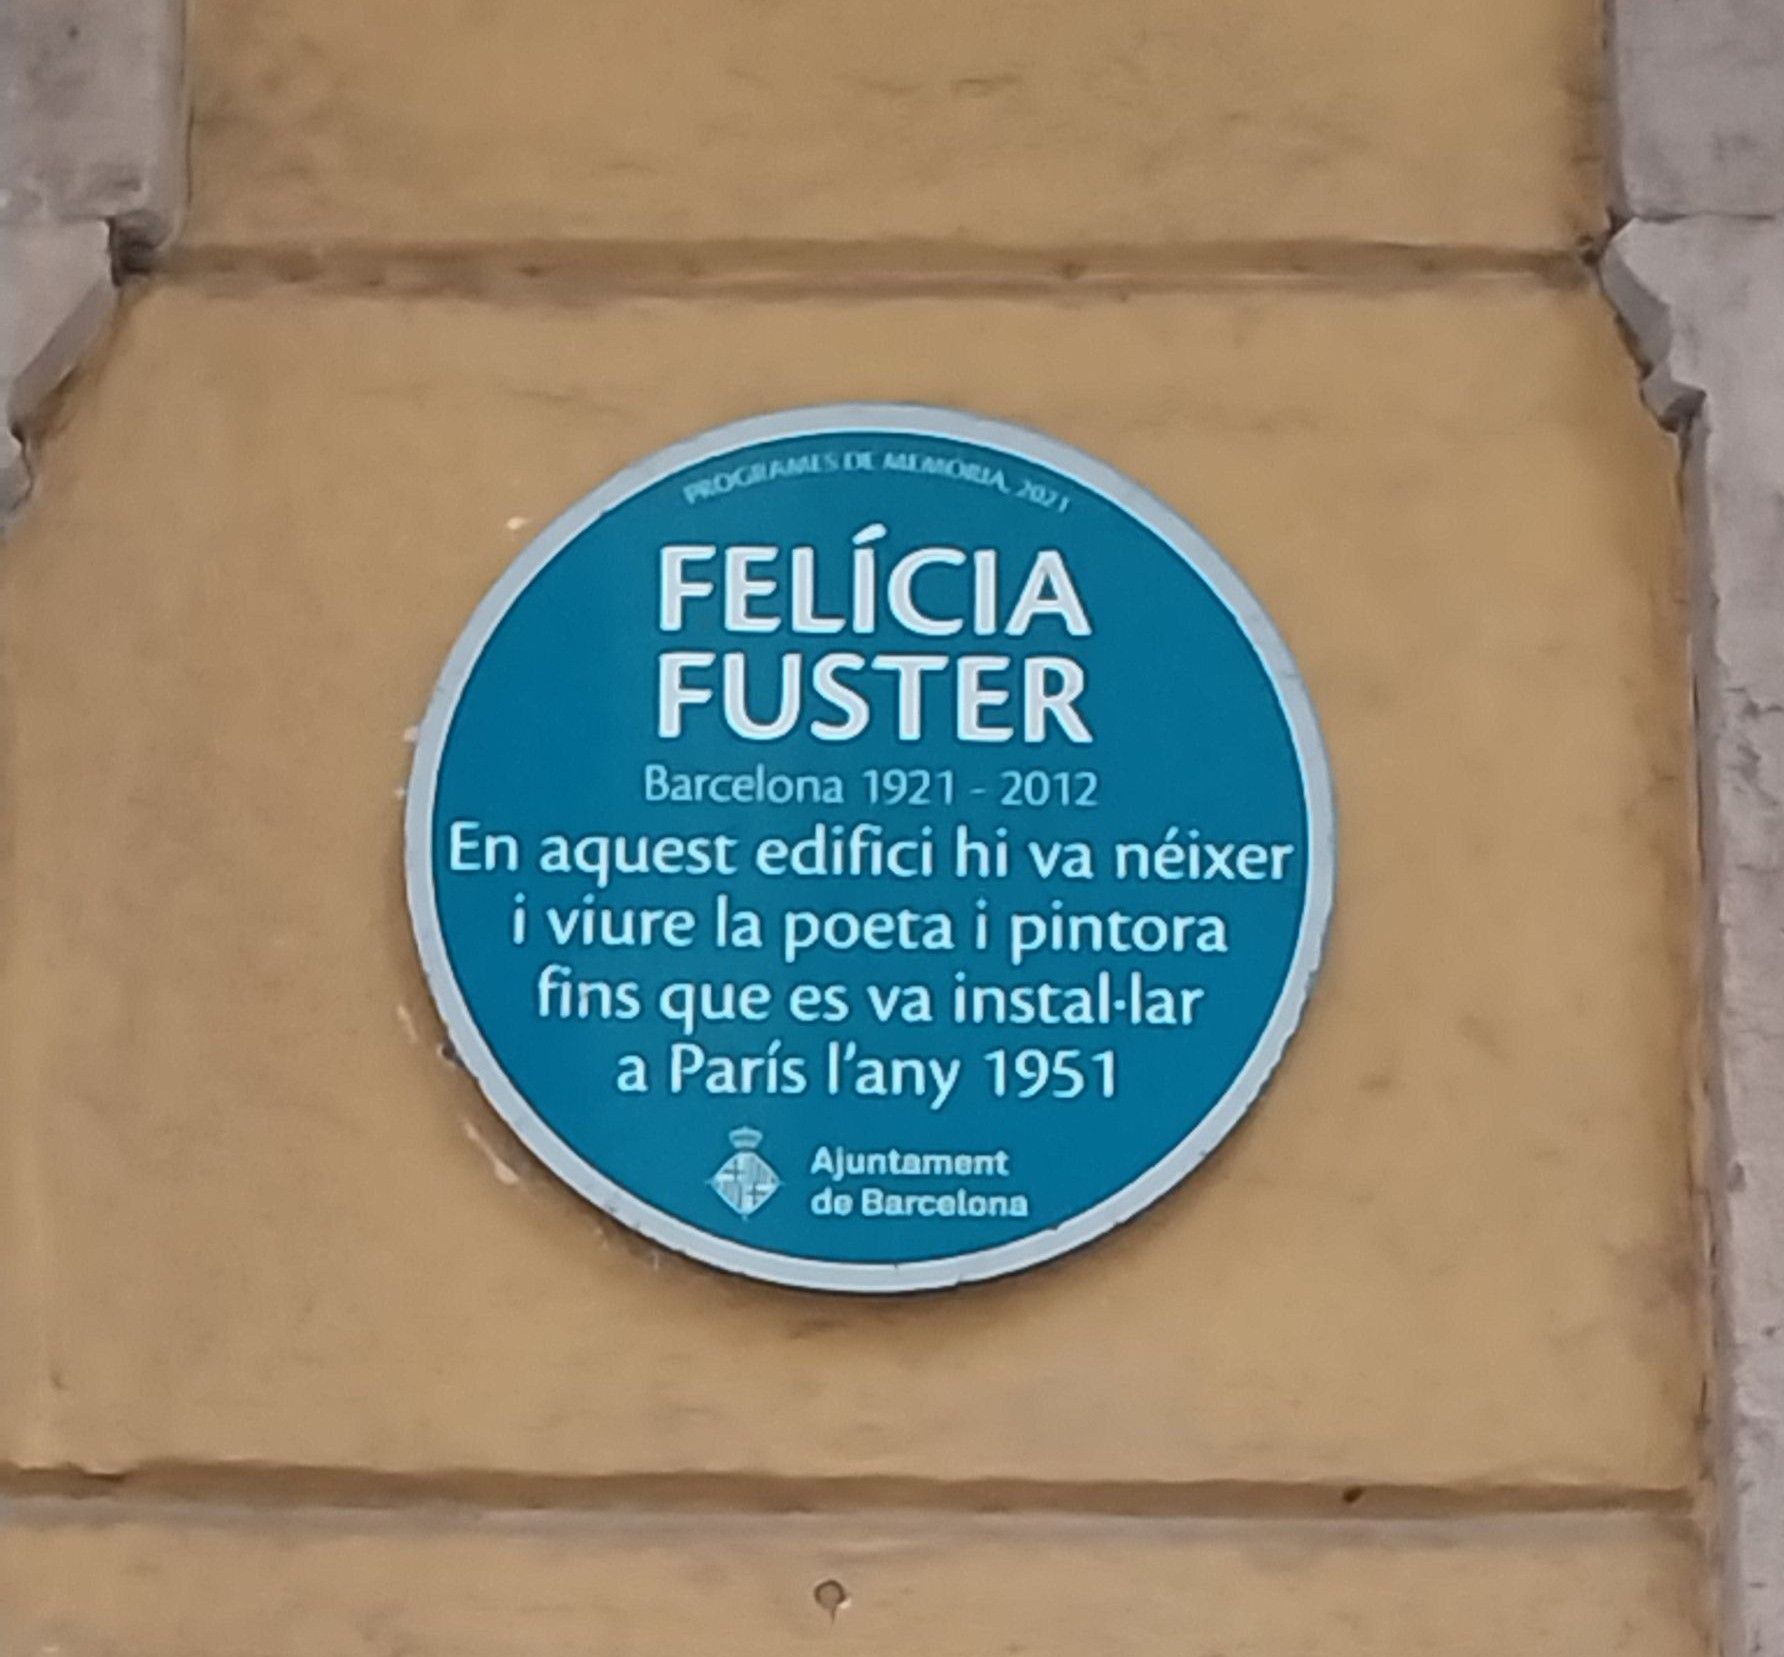 PROGRAMES DE MEMÒRIA, 2021
FELÍCIA
FUSTER
Barcelona 1921 - 2012
En aquest edifici hi va néixer
i viure la poeta i pintora
fins que es va instal·lar
a París l'any 1951
Ajuntament
de Barcelona